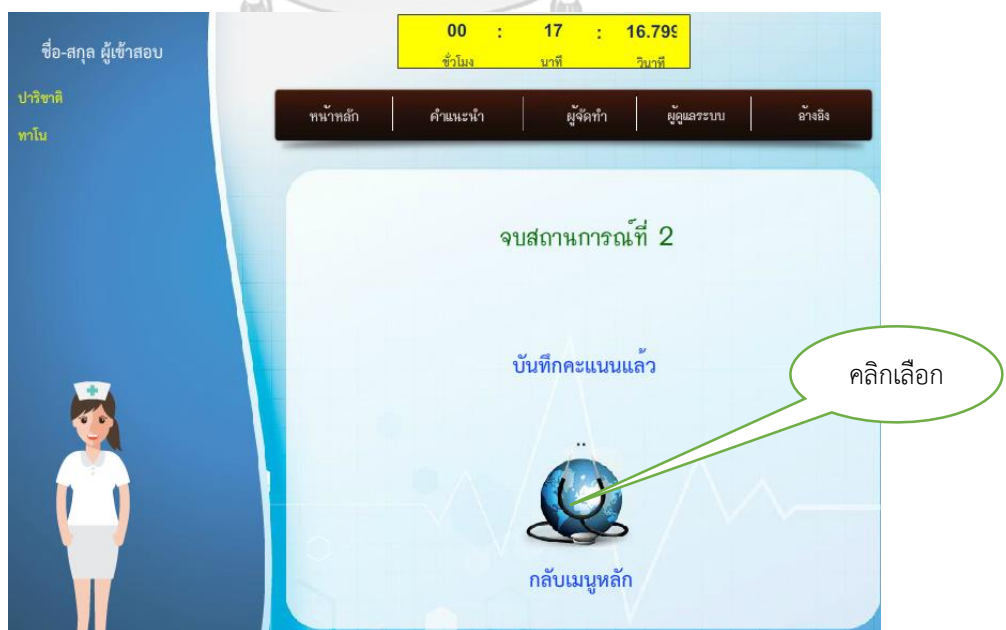 ชื่อ-สกุล ผู้เข้าสอบ
ปาริชาติ
ทาโน
00 : 17 : 16.799
ชั่วโมง นาที วินาที
หน้าหลัก คำแนะนำ ผู้จัดทำ ผู้ดูแลระบบ อ้างอิง
จบสถานการณ์ที่ 2
บันทึกคะแนนแล้ว
คลิกเลือก
กลับเมนูหลัก